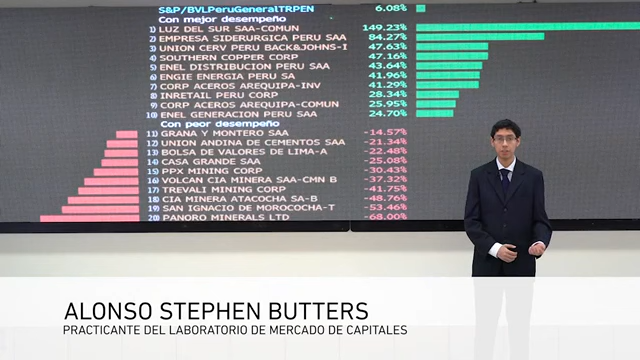 S&P/BVLPeruGeneralTRPEN 6.08%
Con mejor desempeño
1) LUZ DEL SUR SAA-COMUN 149.23%
2) EMPRESA SIDERURGICA PERU SAA 84.27%
3) UNION CERV PERU BACK&JOHNS-I 47.63%
4) SOUTHERN COPPER CORP 47.16%
5) ENEL DISTRIBUCION PERU SAA 43.64%
6) ENGIE ENERGIA PERU SA 41.96%
7) CORP ACEROS AREQUIPA-INV 41.29%
8) INRETAIL PERU CORP 28.34%
9) CORP ACEROS AREQUIPA-COMUN 25.95%
10) ENEL GENERACION PERU SAA 24.70%
Con peor desempeño
11) GRANA Y MONTERO SAA -14.57%
12) UNION ANDINA DE CEMENTOS SAA -21.34%
13) BOLSA DE VALORES DE LIMA-A -22.48%
14) CASA GRANDE SAA -25.08%
15) PPX MINING CORP -30.43%
16) VOLCAN CIA MINERA SAA-CMN B -37.32%
17) TREVALI MINING CORP -41.75%
18) CIA MINERA ATACOCHA SA-B -48.76%
19) SAN IGNACIO DE MOROCOCHA-T -53.46%
20) PANORO MINERALS LTD -68.00%
ALONSO STEPHEN BUTTERS
PRACTICANTE DEL LABORATORIO DE MERCADO DE CAPITALES